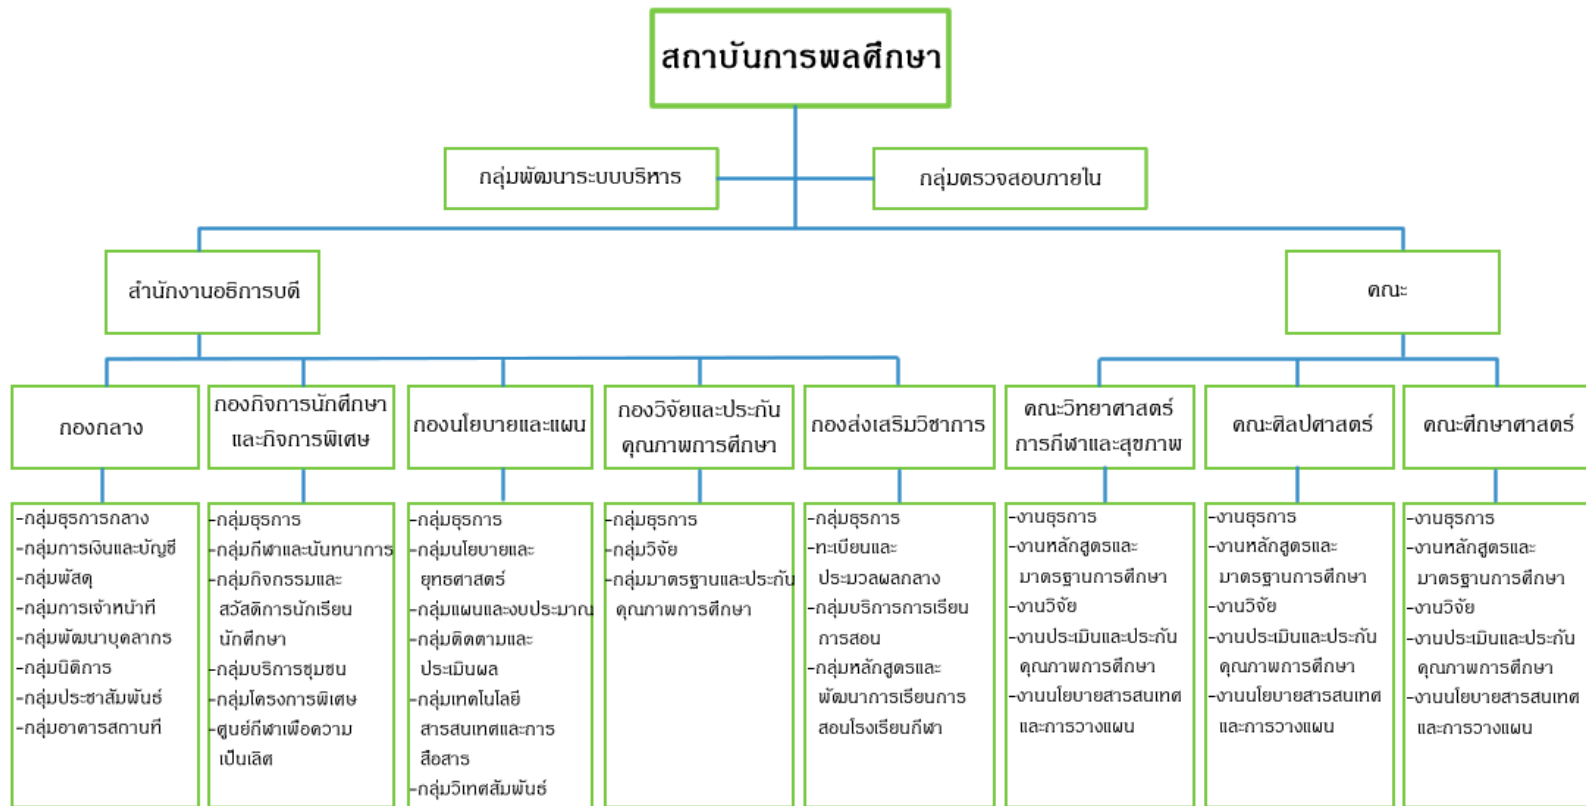 สถาบันการพลศึกษา
กลุ่มพัฒนาระบบบริหาร
กลุ่มตรวจสอบภายใน
สำนักงานอธิการบดี
คณะ
กองกลาง
กองกิจการนักศึกษา
และกิจการพิเศษ
กองนโยบายและแผน
กองวิจัยและประกัน
คุณภาพการศึกษา
กองส่งเสริมวิชาการ
คณะวิทยาศาสตร์
การกีฬาและสุขภาพ
คณะศิลปศาสตร์
คณะศึกษาศาสตร์
-กลุ่มธุรการกลาง
-กลุ่มการเงินและบัญชี
-กลุ่มพัสดุ
-กลุ่มการเจ้าหน้าที่
-กลุ่มพัฒนาบุคลากร
-กลุ่มนิติการ
-กลุ่มประชาสัมพันธ์
-กลุ่มอาคารสถานที่
-กลุ่มธุรการ
-กลุ่มกีฬาและนันทนาการ
-กลุ่มกิจกรรมและ
สวัสดิการนักเรียน
นักศึกษา
-กลุ่มบริการชุมชน
-กลุ่มโครงการพิเศษ
-ศูนย์กีฬาเพื่อความ
เป็นเลิศ
-กลุ่มธุรการ
-กลุ่มนโยบายและ
ยุทธศาสตร์
-กลุ่มแผนและงบประมาณ
-กลุ่มติดตามและ
ประเมินผล
-กลุ่มเทคโนโลยี
สารสนเทศและการ
สื่อสาร
-กลุ่มวิเทศสัมพันธ์
-กลุ่มธุรการ
-กลุ่มวิจัย
-กลุ่มมาตรฐานและประกัน
คุณภาพการศึกษา
-กลุ่มธุรการ
-ทะเบียนและ
ประมวลผลกลาง
-กลุ่มบริการการเรียน
การสอน
-กลุ่มหลักสูตรและ
พัฒนาการเรียนการ
สอนโรงเรียนกีฬา
-งานธุรการ
-งานหลักสูตรและ
มาตรฐานการศึกษา
-งานวิจัย
-งานประเมินและประกัน
คุณภาพการศึกษา
-งานนโยบายสารสนเทศ
และการวางแผน
-งานธุรการ
-งานหลักสูตรและ
มาตรฐานการศึกษา
-งานวิจัย
-งานประเมินและประกัน
คุณภาพการศึกษา
-งานนโยบายสารสนเทศ
และการวางแผน
-งานธุรการ
-งานหลักสูตรและ
มาตรฐานการศึกษา
-งานวิจัย
-งานประเมินและประกัน
คุณภาพการศึกษา
-งานนโยบายสารสนเทศ
และการวางแผน